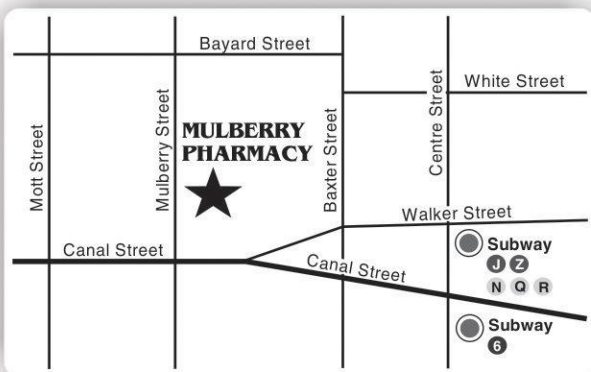 Bayard Street
White Street
Mott Street
Mulberry Street
MULBERRY
PHARMACY
Baxter Street
Centre Street
Walker Street
Canal Street
Canal Street
Subway
J Z
N Q R
Subway
6